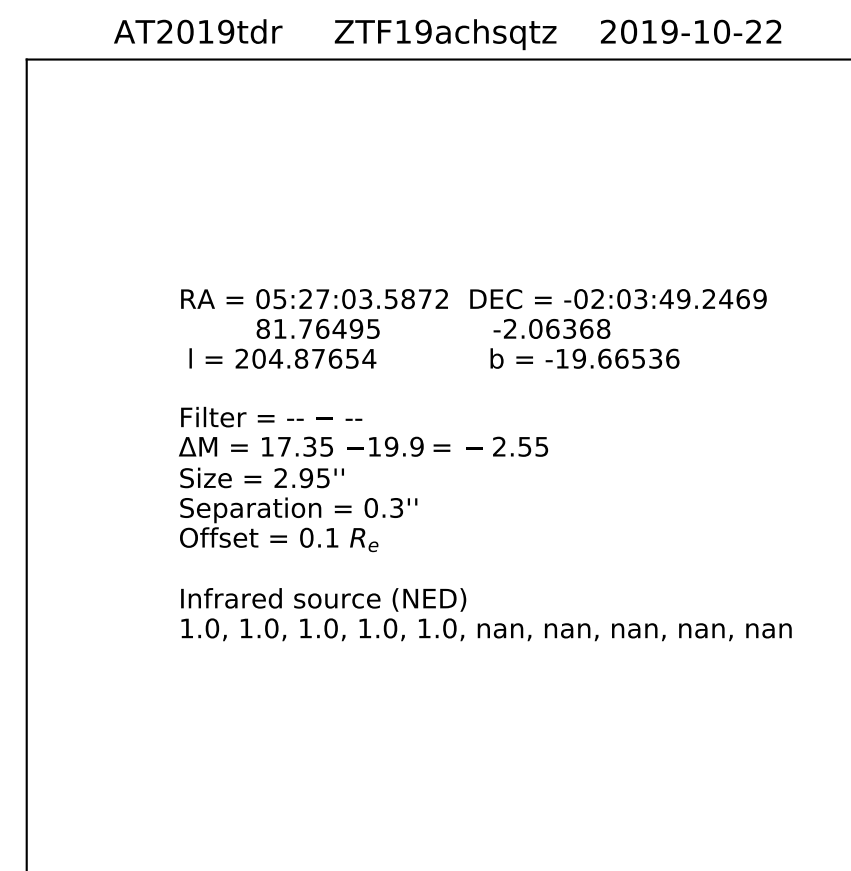 AT2019tdr ZTF19achsqtz 2019-10-22
RA = 05:27:03.5872 DEC = -02:03:49.2469
81.76495 -2.06368
l = 204.87654 b = -19.66536
Filter = -- − --
ΔM = 17.35 −19.9 = − 2.55
Size = 2.95''
Separation = 0.3''
Offset = 0.1 Re
Infrared source (NED)
1.0, 1.0, 1.0, 1.0, 1.0, nan, nan, nan, nan, nan